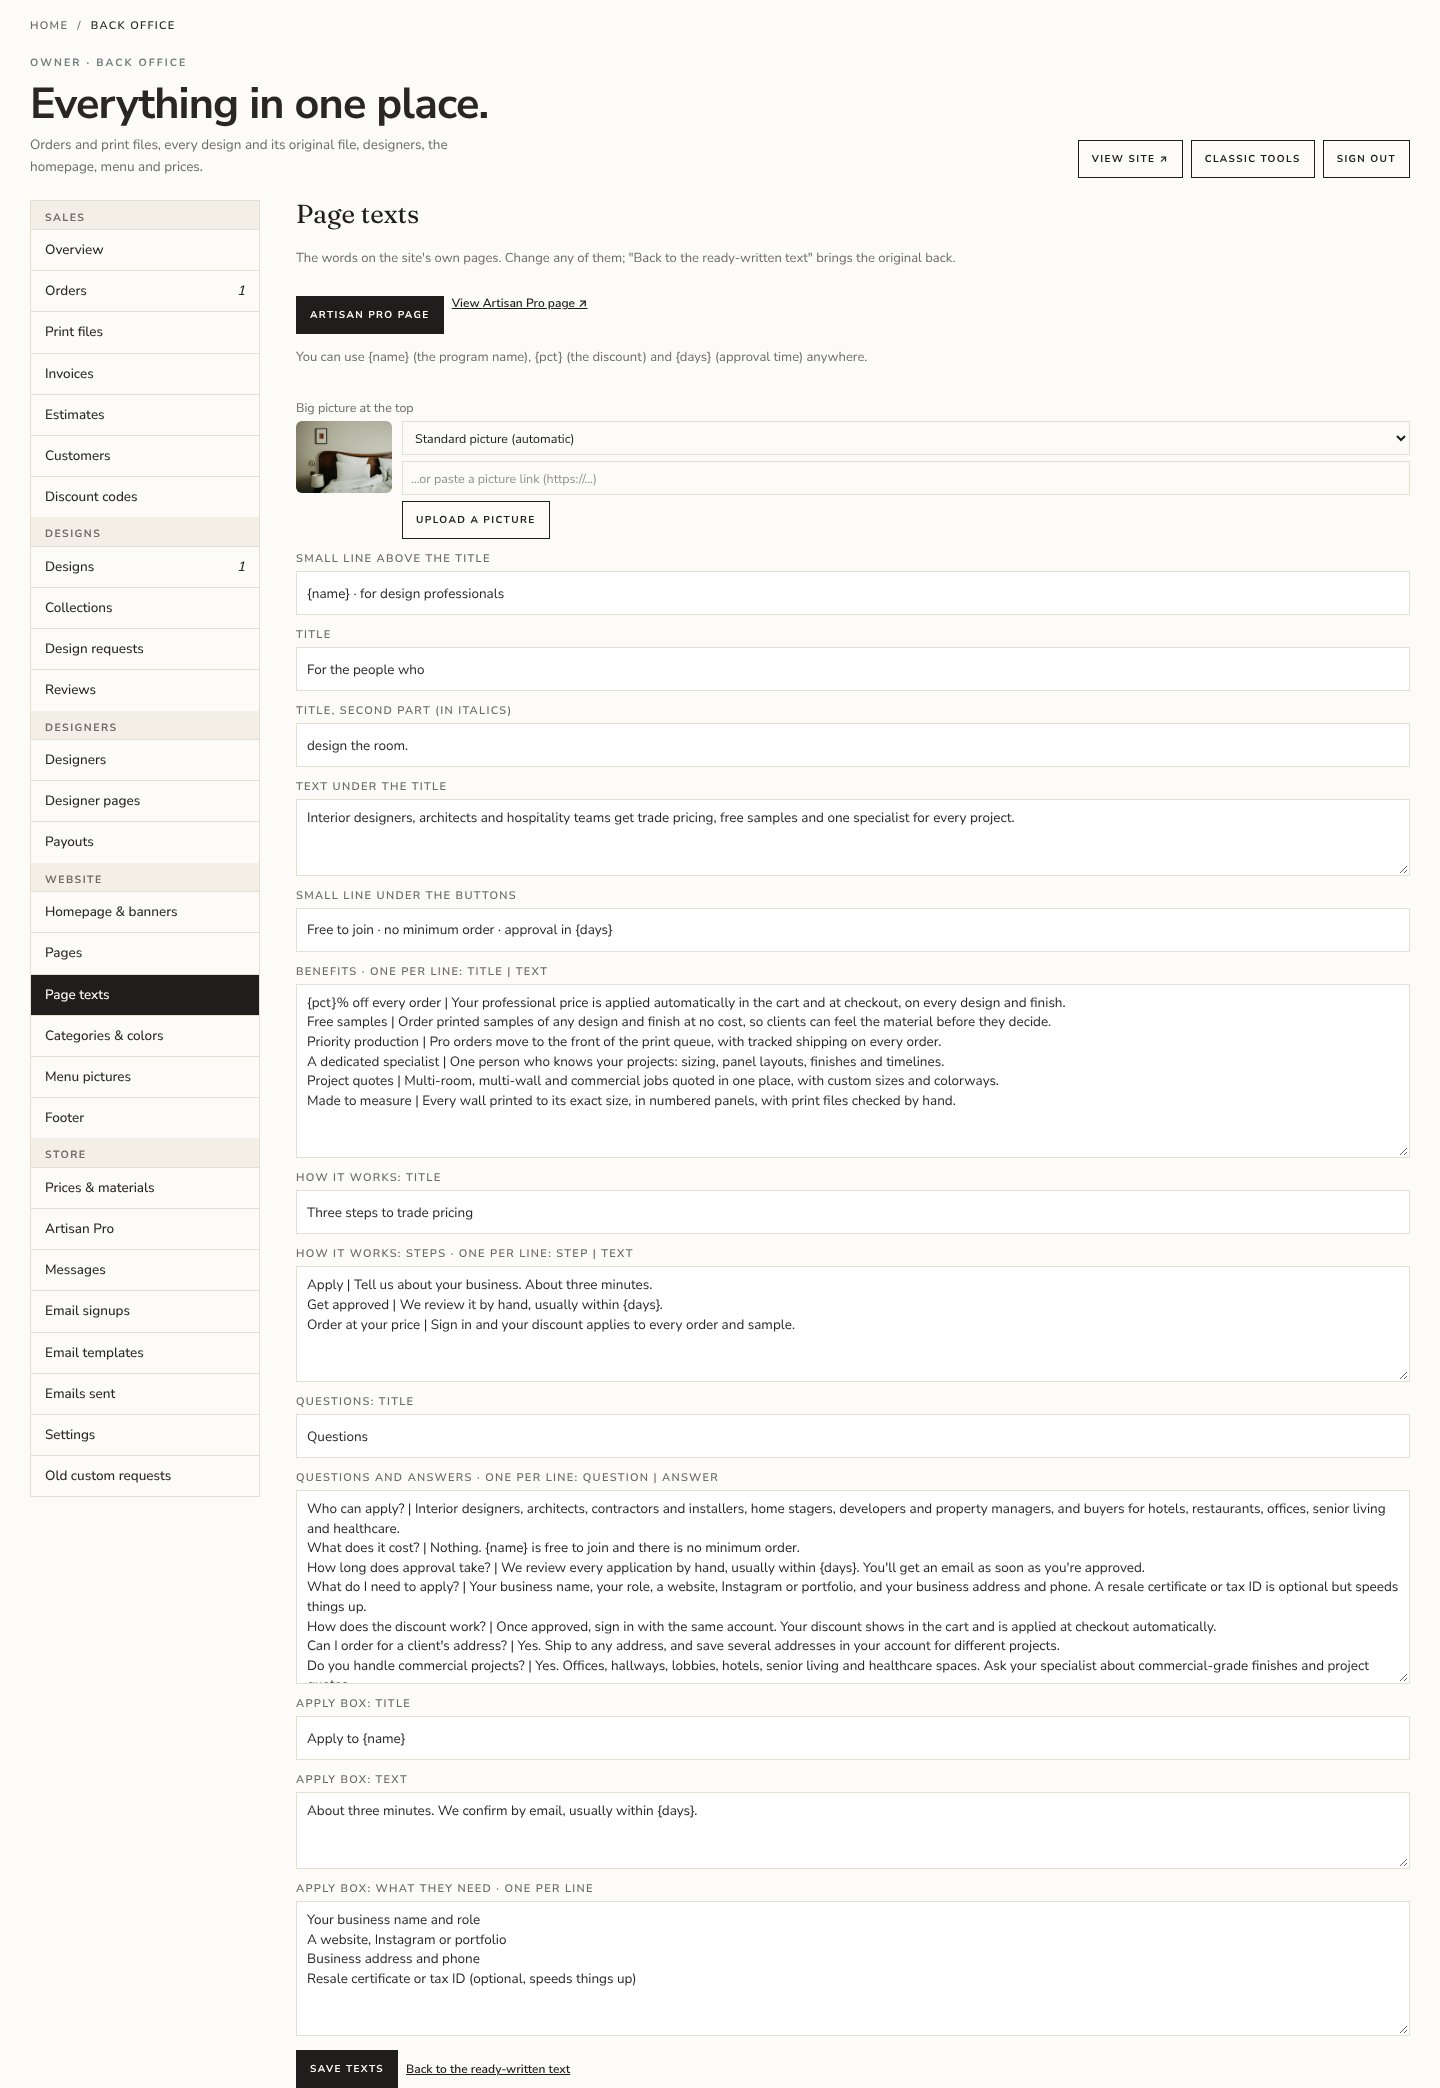 HOME / BACK OFFICE
OWNER · BACK OFFICE
Everything in one place.
Orders and print files, every design and its original file, designers, the
homepage, menu and prices.
VIEW SITE ↗
CLASSIC TOOLS
SIGN OUT
SALES
Overview
Orders 1
Print files
Invoices
Estimates
Customers
Discount codes
DESIGNS
Designs 1
Collections
Design requests
Reviews
DESIGNERS
Designers
Designer pages
Payouts
WEBSITE
Homepage & banners
Pages
Page texts
Categories & colors
Menu pictures
Footer
STORE
Prices & materials
Artisan Pro
Messages
Email signups
Email templates
Emails sent
Settings
Old custom requests
Page texts
The words on the site's own pages. Change any of them; "Back to the ready-written text" brings the original back.
ARTISAN PRO PAGE
View Artisan Pro page ↗
You can use {name} (the program name), {pct} (the discount) and {days} (approval time) anywhere.
Big picture at the top
Standard picture (automatic)
...or paste a picture link (https://...)
UPLOAD A PICTURE
SMALL LINE ABOVE THE TITLE
{name} · for design professionals
TITLE
For the people who
TITLE, SECOND PART (IN ITALICS)
design the room.
TEXT UNDER THE TITLE
Interior designers, architects and hospitality teams get trade pricing, free samples and one specialist for every project.
SMALL LINE UNDER THE BUTTONS
Free to join · no minimum order · approval in {days}
BENEFITS · ONE PER LINE: TITLE | TEXT
{pct}% off every order | Your professional price is applied automatically in the cart and at checkout, on every design and finish.
Free samples | Order printed samples of any design and finish at no cost, so clients can feel the material before they decide.
Priority production | Pro orders move to the front of the print queue, with tracked shipping on every order.
A dedicated specialist | One person who knows your projects: sizing, panel layouts, finishes and timelines.
Project quotes | Multi-room, multi-wall and commercial jobs quoted in one place, with custom sizes and colorways.
Made to measure | Every wall printed to its exact size, in numbered panels, with print files checked by hand.
HOW IT WORKS: TITLE
Three steps to trade pricing
HOW IT WORKS: STEPS · ONE PER LINE: STEP | TEXT
Apply | Tell us about your business. About three minutes.
Get approved | We review it by hand, usually within {days}.
Order at your price | Sign in and your discount applies to every order and sample.
QUESTIONS: TITLE
Questions
QUESTIONS AND ANSWERS · ONE PER LINE: QUESTION | ANSWER
Who can apply? | Interior designers, architects, contractors and installers, home stagers, developers and property managers, and buyers for hotels, restaurants, offices, senior living
and healthcare.
What does it cost? | Nothing. {name} is free to join and there is no minimum order.
How long does approval take? | We review every application by hand, usually within {days}. You'll get an email as soon as you're approved.
What do I need to apply? | Your business name, your role, a website, Instagram or portfolio, and your business address and phone. A resale certificate or tax ID is optional but speeds
things up.
How does the discount work? | Once approved, sign in with the same account. Your discount shows in the cart and is applied at checkout automatically.
Can I order for a client's address? | Yes. Ship to any address, and save several addresses in your account for different projects.
Do you handle commercial projects? | Yes. Offices, hallways, lobbies, hotels, senior living and healthcare spaces. Ask your specialist about commercial-grade finishes and project
APPLY BOX: TITLE
Apply to {name}
APPLY BOX: TEXT
About three minutes. We confirm by email, usually within {days}.
APPLY BOX: WHAT THEY NEED · ONE PER LINE
Your business name and role
A website, Instagram or portfolio
Business address and phone
Resale certificate or tax ID (optional, speeds things up)
SAVE TEXTS
Back to the ready-written text